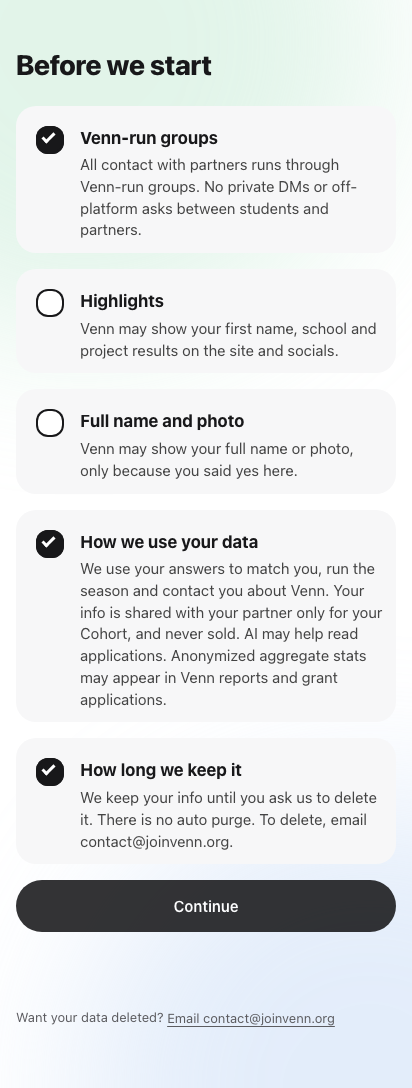 Before we start
Venn-run groups
All contact with partners runs through
Venn-run groups. No private DMs or off-
platform asks between students and
partners.
Highlights
Venn may show your first name, school and
project results on the site and socials.
Full name and photo
Venn may show your full name or photo,
only because you said yes here.
How we use your data
We use your answers to match you, run the
season and contact you about Venn. Your
info is shared with your partner only for your
Cohort, and never sold. AI may help read
applications. Anonymized aggregate stats
may appear in Venn reports and grant
applications.
How long we keep it
We keep your info until you ask us to delete
it. There is no auto purge. To delete, email
contact@joinvenn.org.
Continue
Want your data deleted? Email contact@joinvenn.org